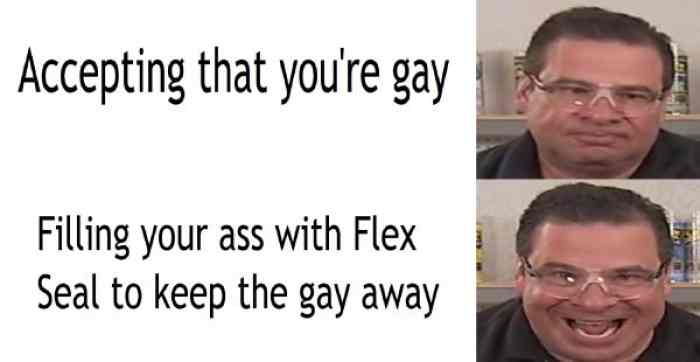 Accepting that you're gay
Filling your ass with Flex
Seal to keep the gay away